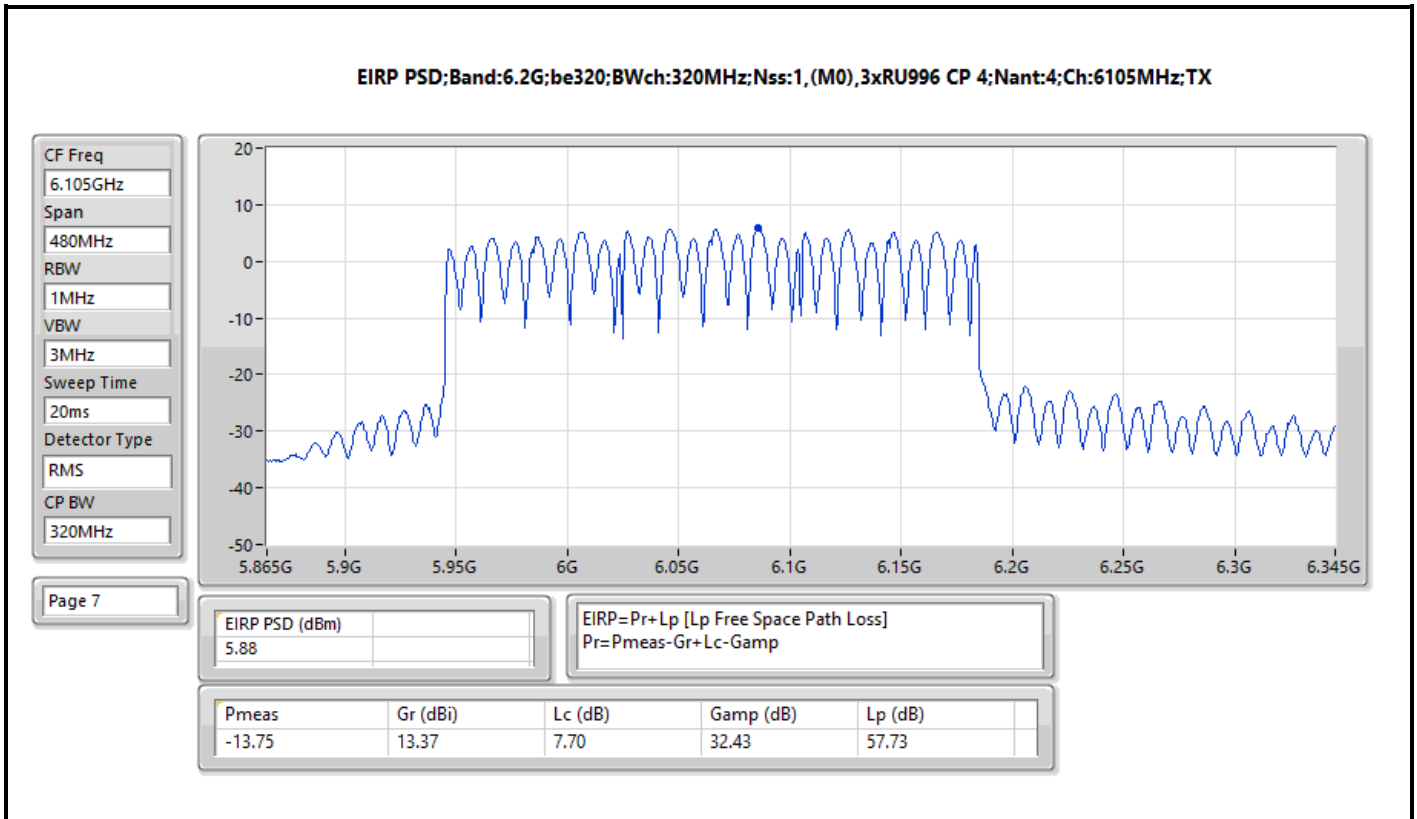 EIRP PSD;Band:6.2G;be320;BWch:320MHz;Nss:1,(M0),3xRU996 CP 4;Nant:4;Ch:6105MHz;TX
CF Freq
6.105GHz
Span
480MHz
RBW
1MHz
VBW
3MHz
Sweep Time
20ms
Detector Type
RMS
CP BW
320MHz
Page 7
20
10
0
-10
-20
-30
-40
-50
5.865G 5.9G 5.95G 6G 6.05G 6.1G 6.15G 6.2G 6.25G 6.3G 6.345G
EIRP PSD (dBm)
5.88
EIRP=Pr+Lp [Lp Free Space Path Loss]
Pr=Pmeas-Gr+Lc-Gamp
Pmeas Gr (dBi) Lc (dB) Gamp (dB) Lp (dB)
-13.75 13.37 7.70 32.43 57.73